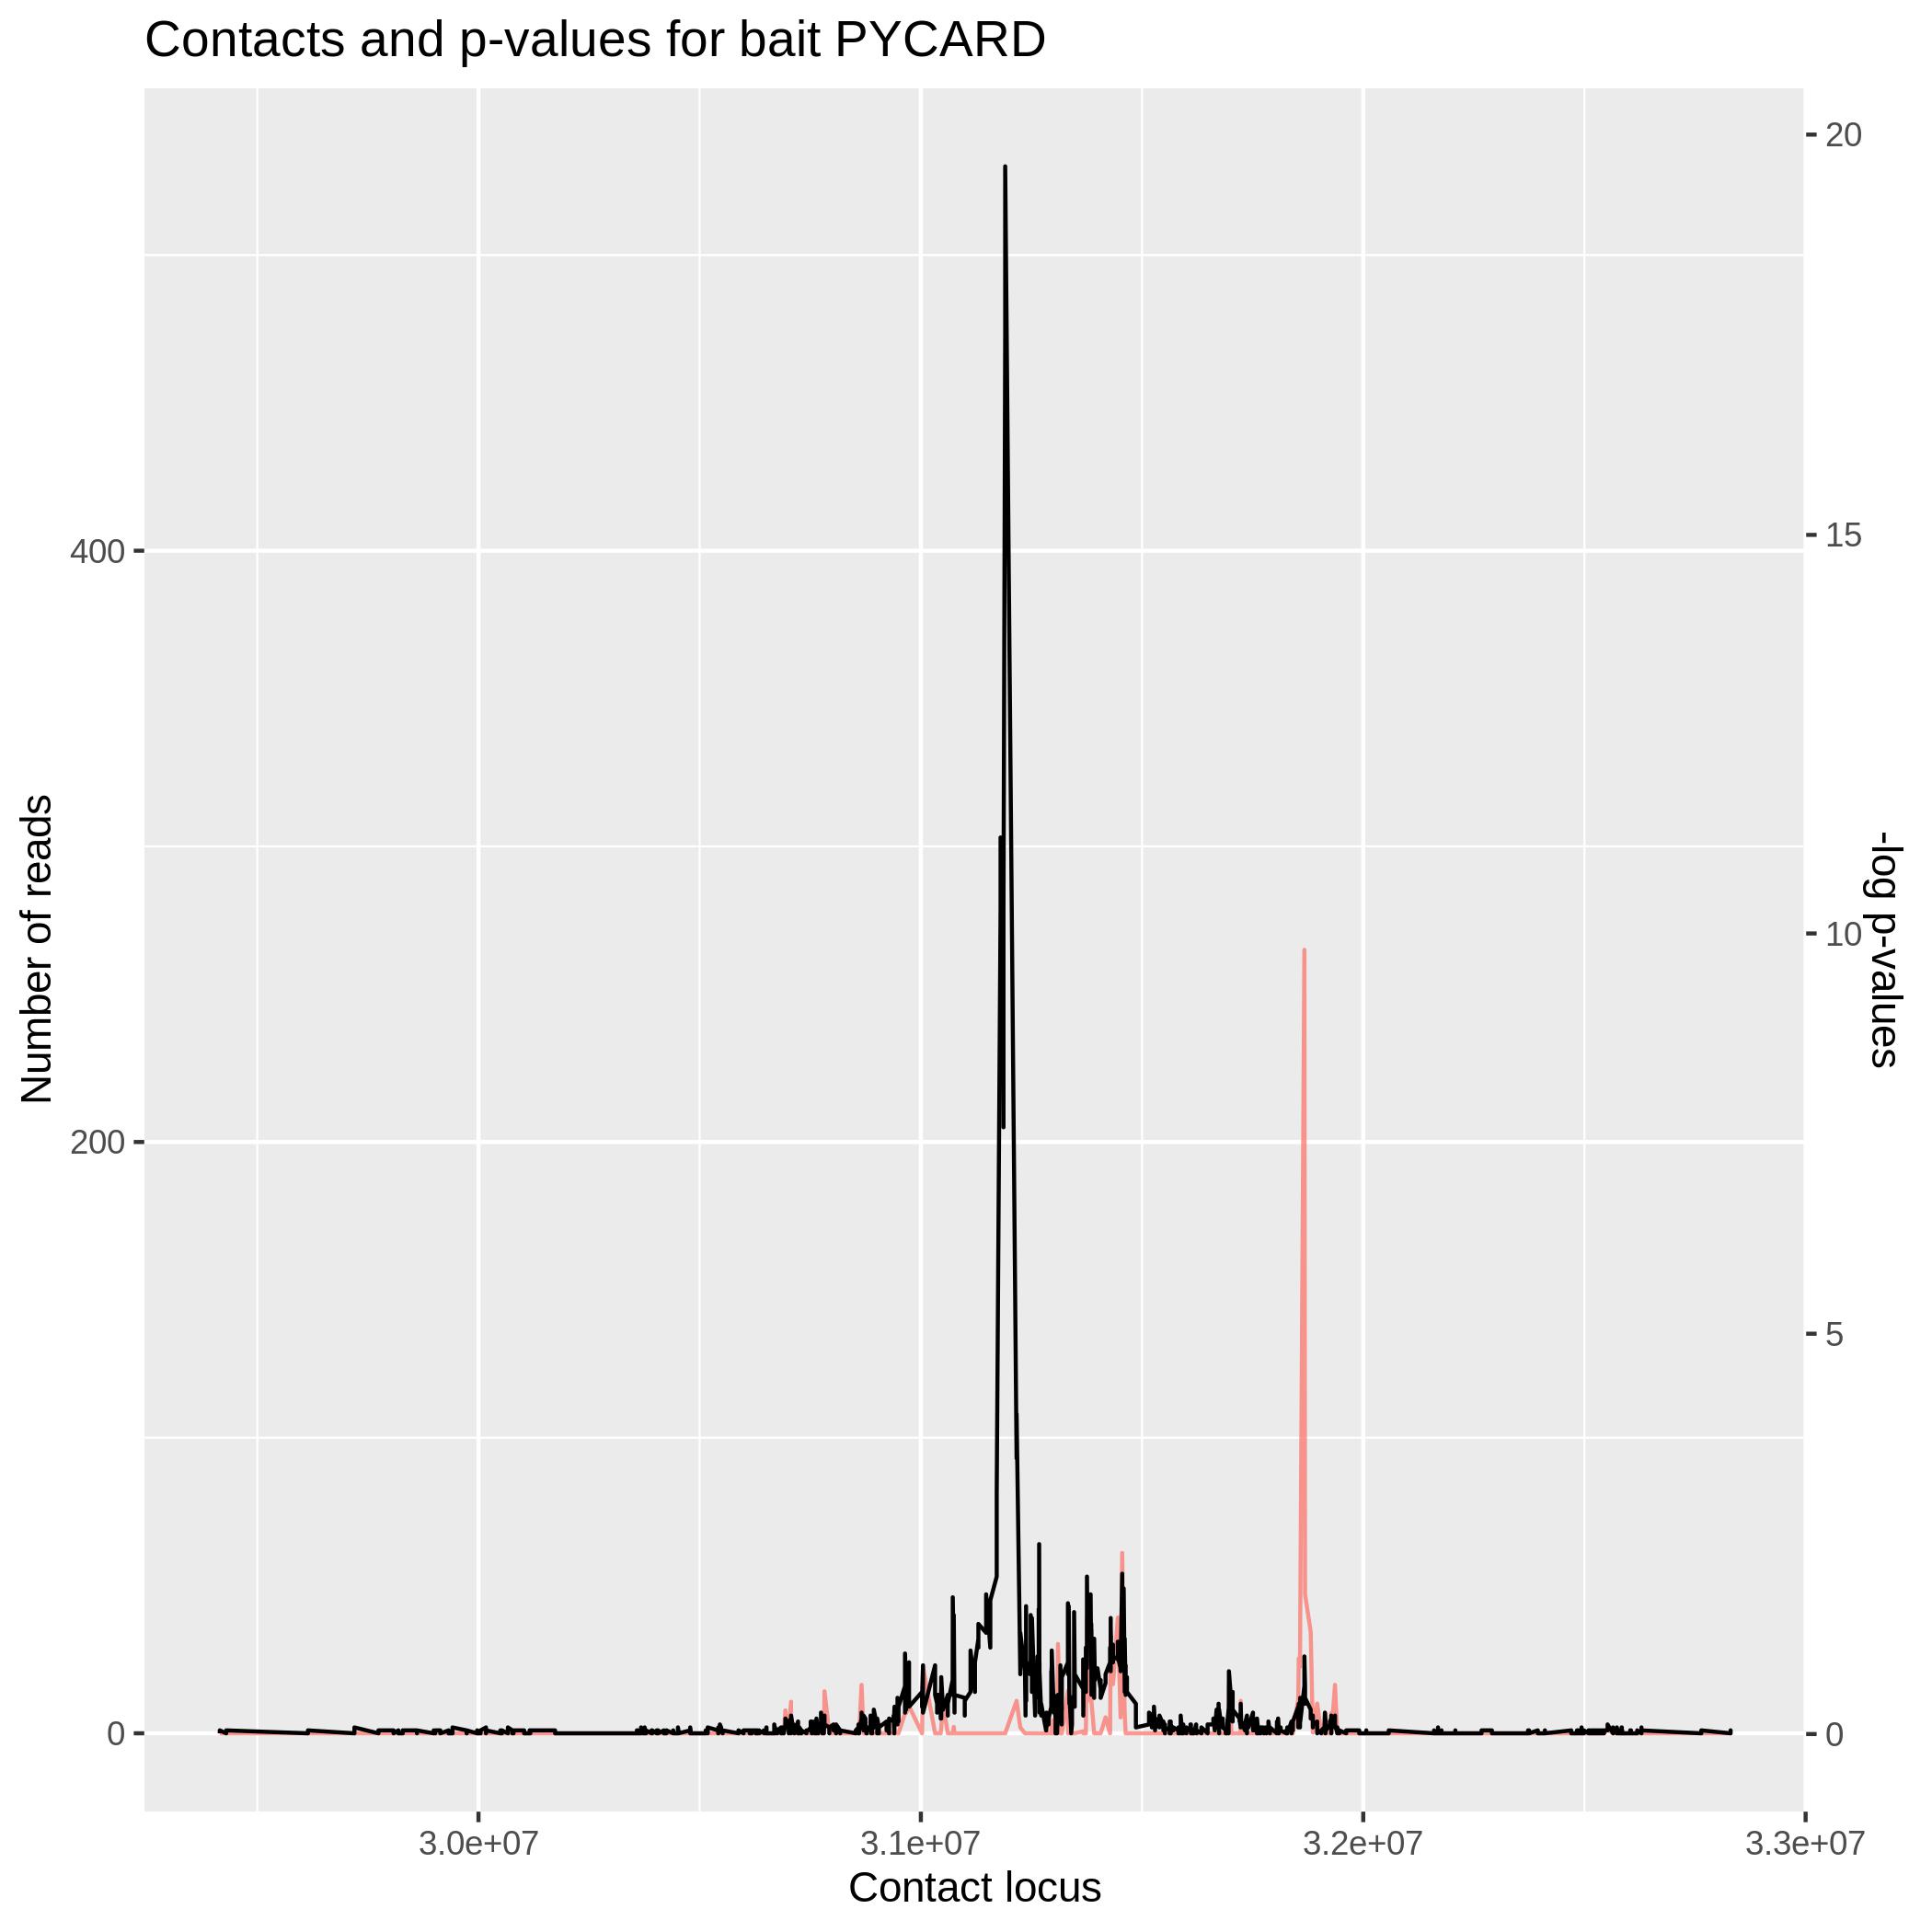 Contacts and p-values for bait PYCARD
20
15
10
5
0
400
200
0
Number of reads
-log p-values
3.0e+07
3.1e+07
3.2e+07
3.3e+07
Contact locus